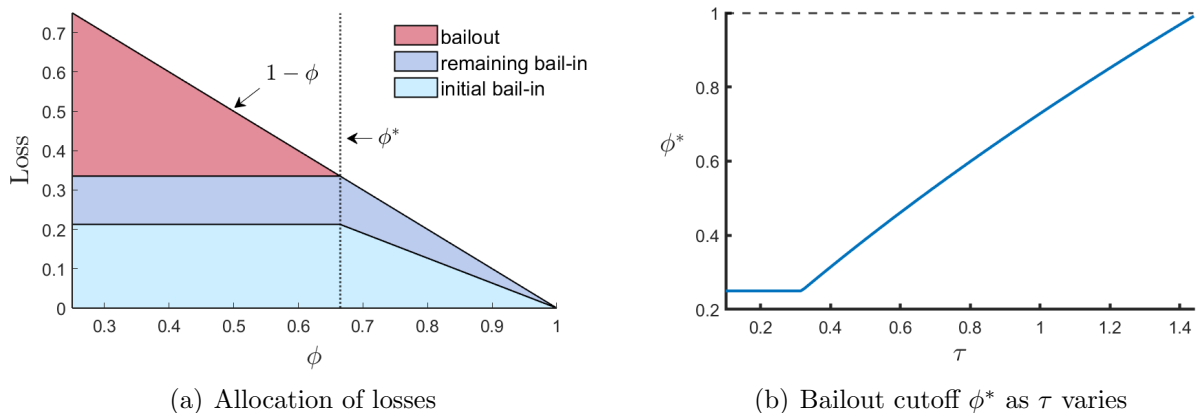 0.7
0.6
0.5
0.4
0.3
0.2
0.1
0
Loss
bailout
remaining bail-in
initial bail-in
1 − ϕ
ϕ*
0.3 0.4 0.5 0.6 0.7 0.8 0.9 1
ϕ
(a) Allocation of losses
1
0.8
0.6
0.4
0.2
ϕ*
0.2 0.4 0.6 0.8 1 1.2 1.4
τ
(b) Bailout cutoff ϕ* as τ varies